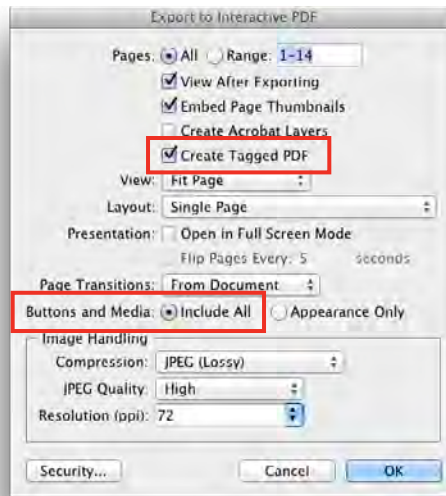 Export to Interactive PDF
Pages: All Range: 1-14
View After Exporting
Embed Page Thumbnails
Create Acrobat Layers
Create Tagged PDF
View: Fit Page
Layout: Single Page
Presentation: Open in Full Screen Mode
Flip Pages Every: 5 seconds
Page Transitions: From Document
Buttons and Media: Include All Appearance Only
Image Handling
Compression: JPEG (Lossy)
JPEG Quality: High
Resolution (ppi): 72
Security... Cancel OK